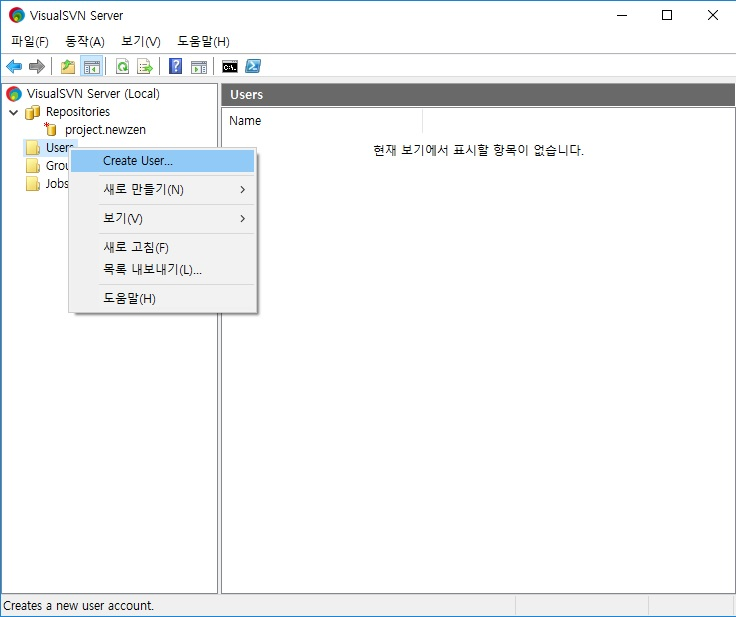 VisualSVN Server
파일(F) 동작(A) 보기(V) 도움말(H)
VisualSVN Server (Local)
Repositories
project.newzen
Users
Grou
Jobs
Create User...
새로 만들기(N)
보기(V)
새로 고침(F)
목록 내보내기(L)...
도움말(H)
Users
Name
현재 보기에서 표시할 항목이 없습니다.
Creates a new user account.